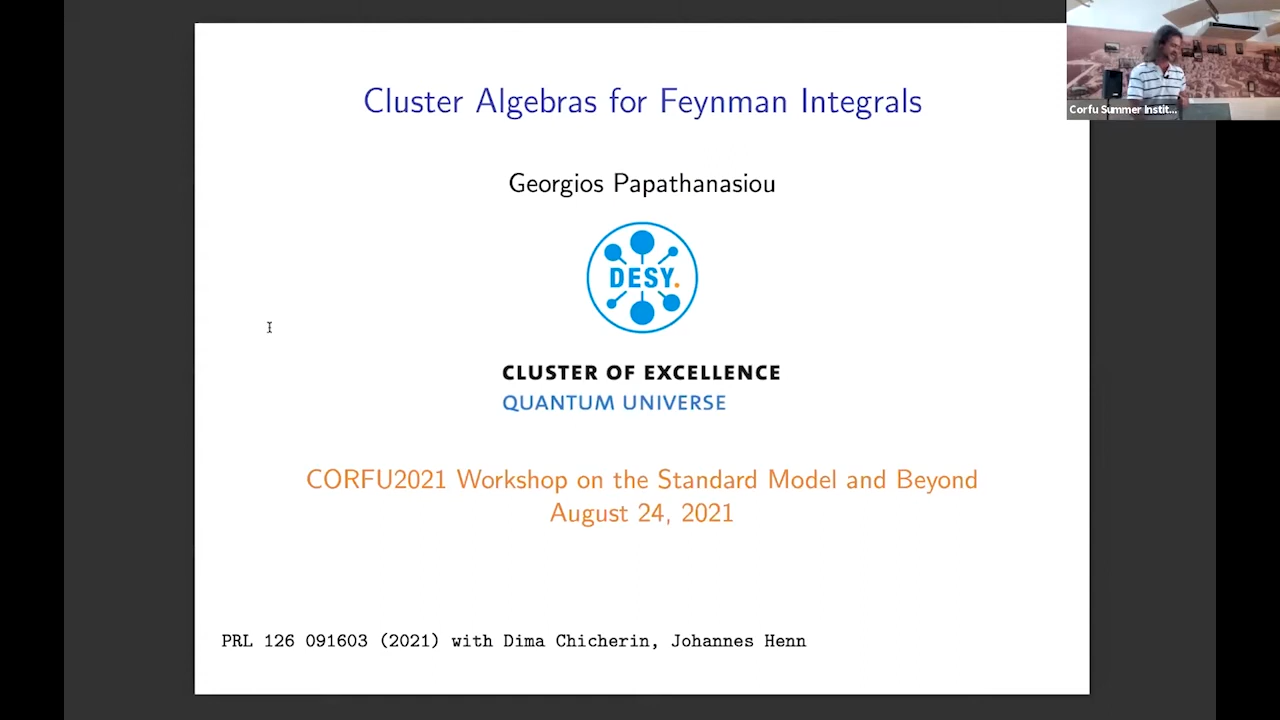 Cluster Algebras for Feynman Integrals
Georgios Papathanasiou
DESY.
CLUSTER OF EXCELLENCE
QUANTUM UNIVERSE
CORFU2021 Workshop on the Standard Model and Beyond
August 24, 2021
PRL 126 091603 (2021) with Dima Chicherin, Johannes Henn
Corfu Summer Instit...